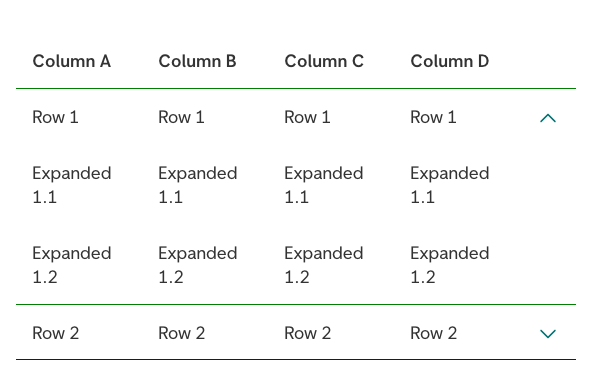 Column A Column B Column C Column D
Row 1 Row 1 Row 1 Row 1
Expanded Expanded Expanded Expanded
1.1 1.1 1.1 1.1
Expanded Expanded Expanded Expanded
1.2 1.2 1.2 1.2
Row 2 Row 2 Row 2 Row 2